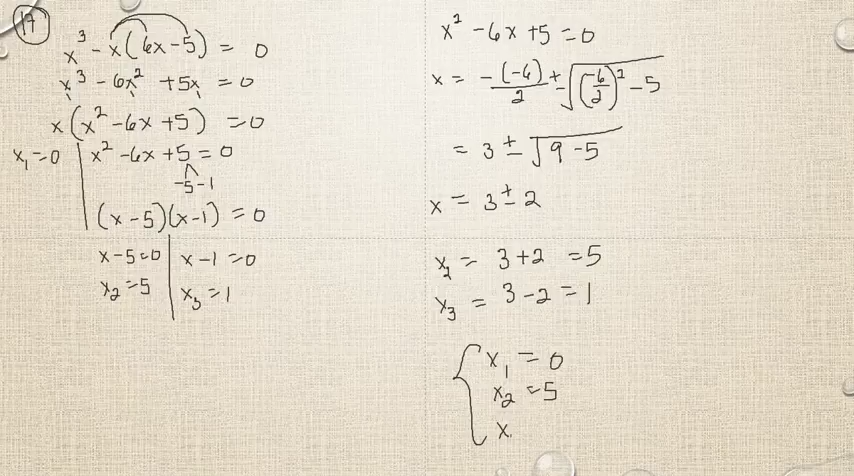 17
x³ - x(6x - 5) = 0
x³ - 6x² + 5x = 0
x(x² - 6x + 5) = 0
x₁ = 0 | x² - 6x + 5 = 0
-5 -1
(x - 5)(x - 1) = 0
x - 5 = 0 | x - 1 = 0
x₂ = 5 | x₃ = 1
x² - 6x + 5 = 0
x = -(-6)/2 ± √((-6/2)² - 5)
= 3 ± √(9 - 5)
x = 3 ± 2
x₂ = 3 + 2 = 5
x₃ = 3 - 2 = 1
{ x₁ = 0
x₂ = 5
x.